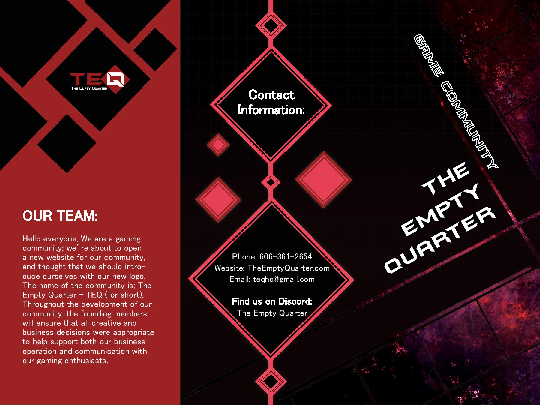 TEQ
The Empty Quarter
OUR TEAM:
Hello everyone, We are a gaming
community; we' re about to open
a new website for our community,
and thought that we should intro-
duce ourselves with our new logo.
The name of the community is; The
Empty Quarter - TEQ ( or short).
Throughout the development of our
community, the founding members
will ensure that all creative and
business decisions were appropriate
to help support both our business
operation and communication with
our gaming enthusiasts.
Contact
Information:
Phone: 606-361-2654
Website: TheEmptyQuarter.com
Email: teqhq@gmail.com
Find us on Discord:
The Empty Quarter
GAME COMMUNITY
THE
EMPTY
QUARTER